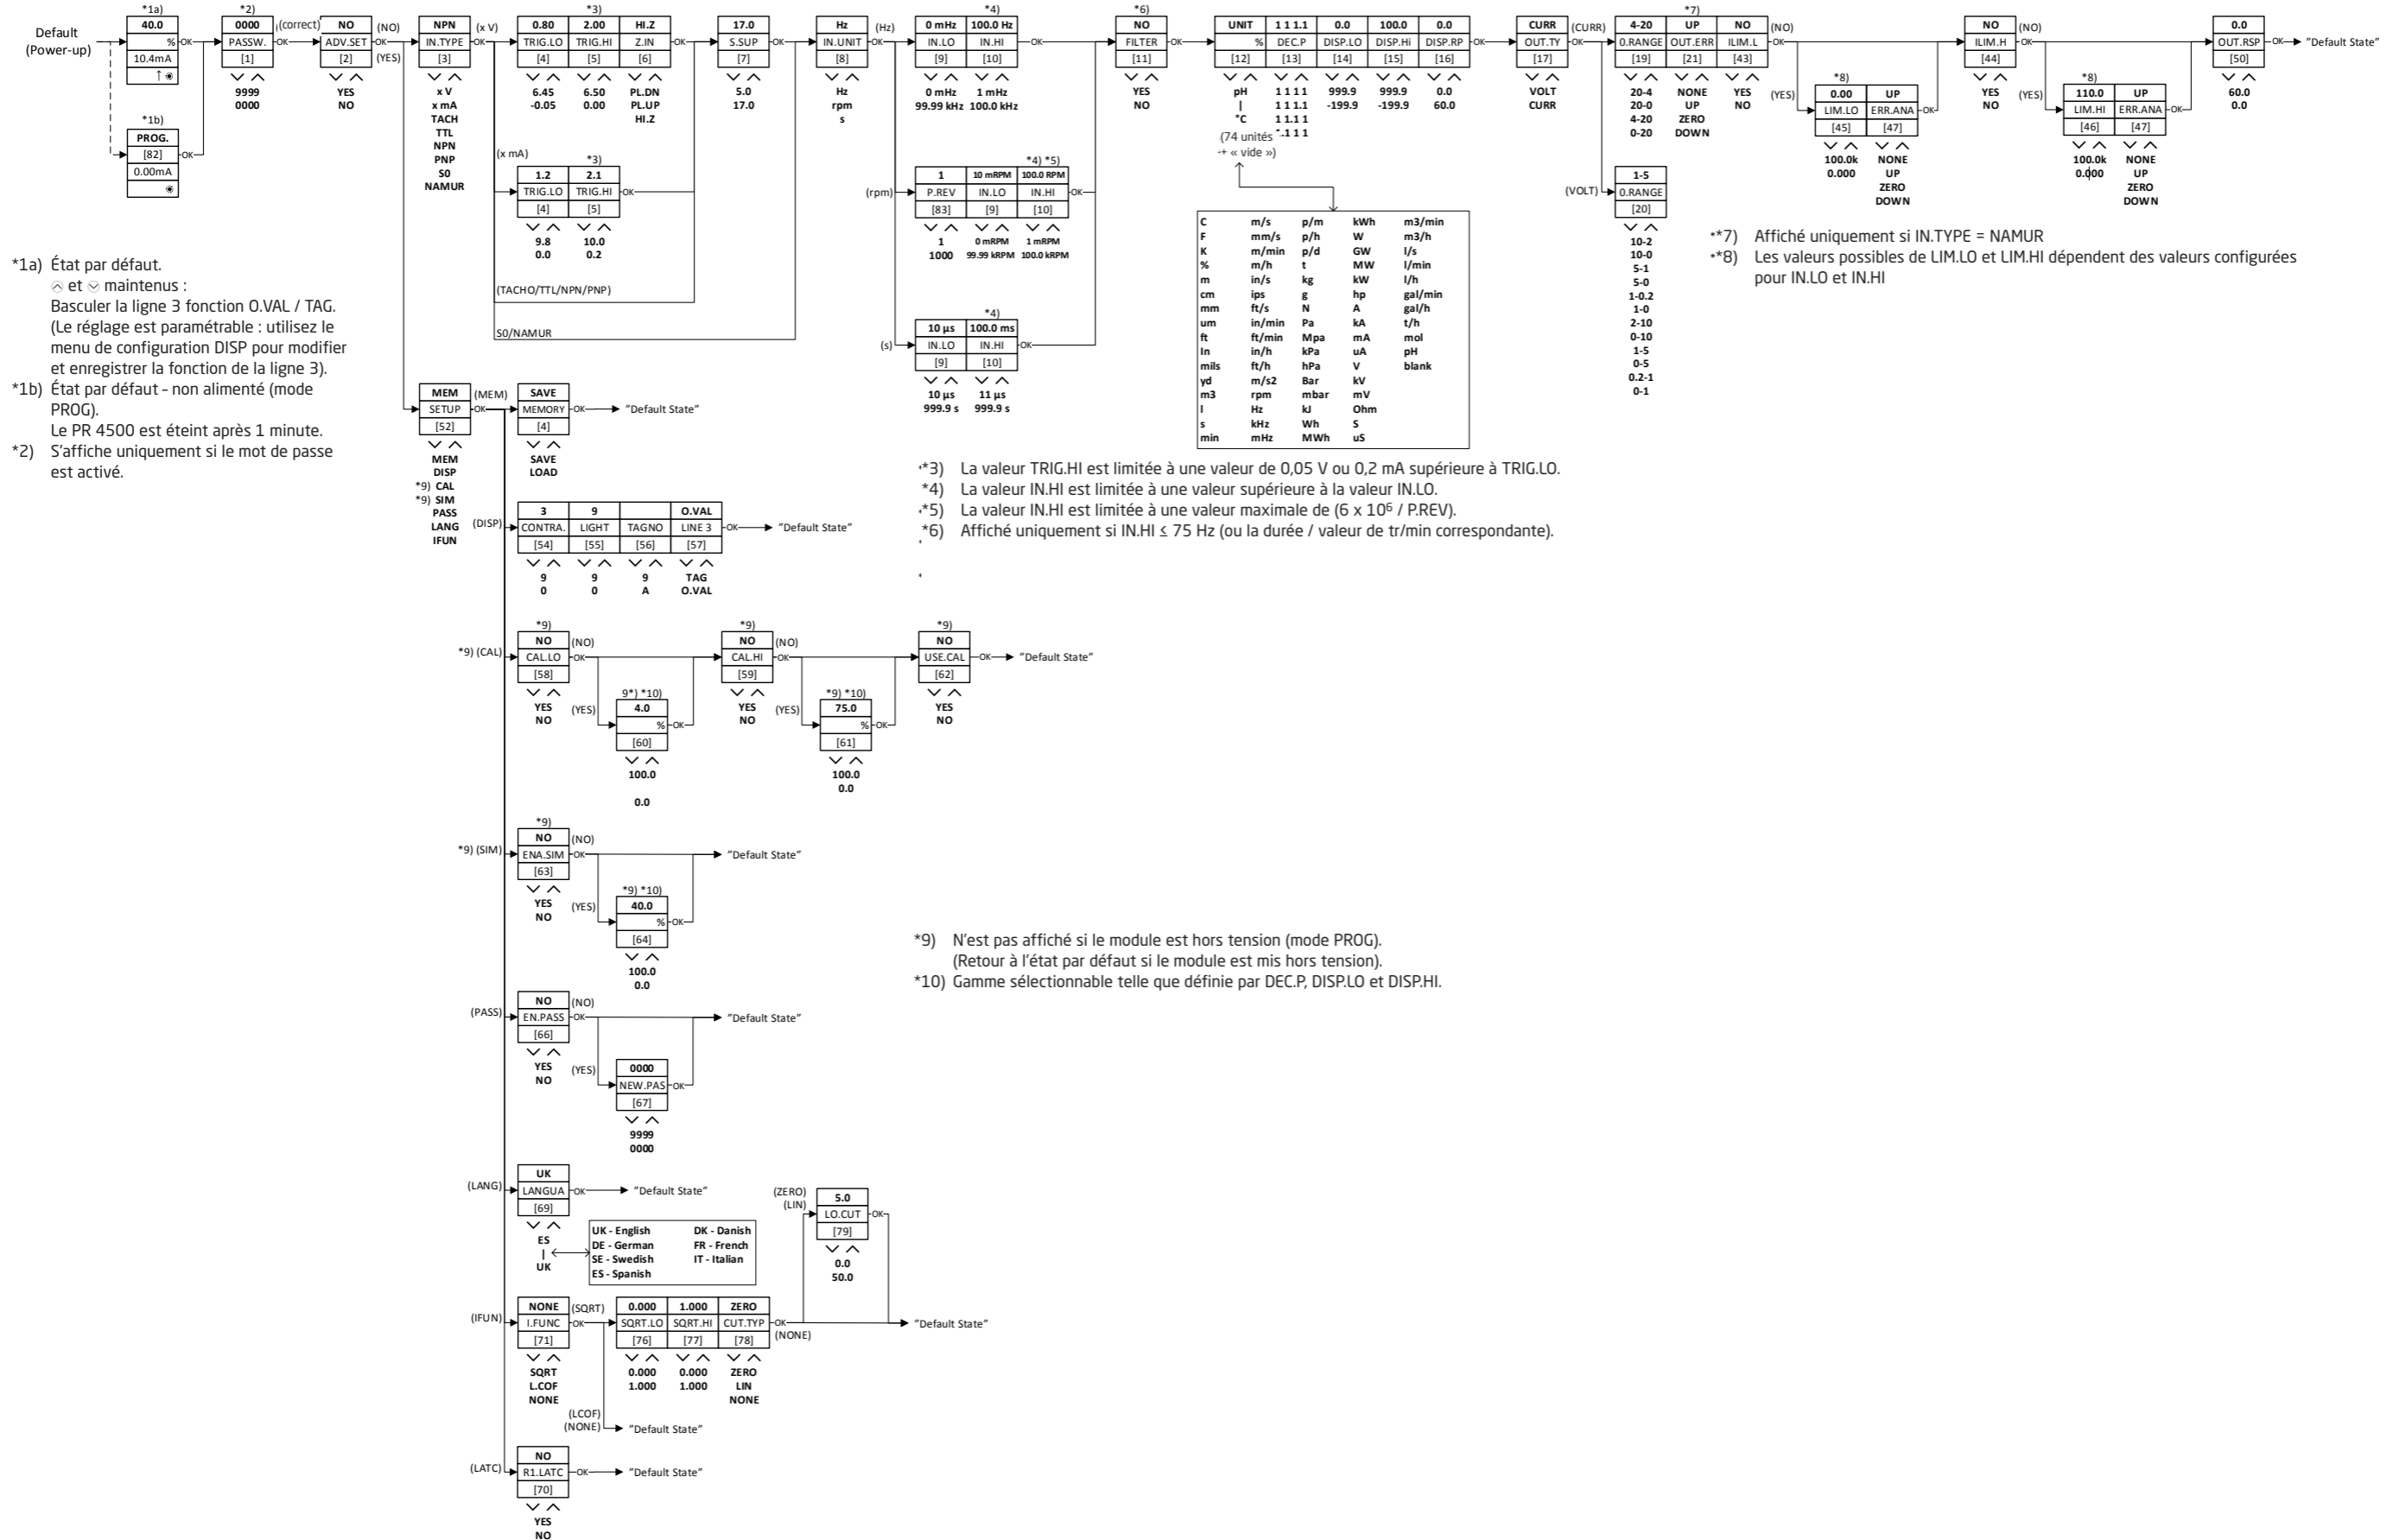 Default
(Power-up)
*1a)
40.0
%
10.4mA
OK
*1b)
PROG.
[82]
0.00mA
OK
*2)
0000
PASSW.
[1]
9999
0000
OK
(correct)
NO
ADV.SET
[2]
YES
NO
OK
(NO)
(YES)
NPN
IN.TYPE
[3]
OK
x V
x mA
TACH
TTL
NPN
PNP
S0
NAMUR
(x V)
*3)
0.80 2.00 HI.Z
TRIG.LO TRIG.HI Z.IN
[4] [5] [6]
OK
6.45 6.50 PL.DN
-0.05 0.00 PL.UP
HI.Z
(x mA)
*3)
1.2 2.1
TRIG.LO TRIG.HI
[4] [5]
OK
9.8 10.0
0.0 0.2
(TACHO/TTL/NPN/PNP)
S0/NAMUR
17.0
S.SUP
[7]
OK
5.0
17.0
Hz
IN.UNIT
[8]
OK
Hz
rpm
s
(Hz)
*4)
0 mHz 100.0 Hz
IN.LO IN.HI
[9] [10]
OK
0 mHz 1 mHz
99.99 kHz 100.0 kHz
(rpm)
*4) *5)
1 10 mRPM 100.0 RPM
P.REV IN.LO IN.HI
[83] [9] [10]
OK
1 0 mRPM 1 mRPM
1000 99.99 kRPM 100.0 kRPM
(s)
*4)
10 µs 100.0 ms
IN.LO IN.HI
[9] [10]
OK
10 µs 11 µs
999.9 s 999.9 s
*6)
NO
FILTER
[11]
OK
YES
NO
UNIT 1 1 1.1 0.0 100.0 0.0
% DEC.P DISP.LO DISP.Hi DISP.RP
[12] [13] [14] [15] [16]
OK
pH 1 1 1 1 999.9 999.9 0.0
| 1 1 1.1 -199.9 -199.9 60.0
°C 1 1.1 1
1.1 1 1
(74 unités
+ « vide »)
C m/s p/m kWh m3/min
F mm/s p/h W m3/h
K m/min p/d GW l/s
% m/h t MW l/min
m in/s kg kW l/h
cm ips g hp gal/min
mm ft/s N A gal/h
um in/min Pa kA t/h
ft ft/min Mpa mA mol
In in/h kPa uA pH
mils ft/h hPa V blank
yd m/s2 Bar kV
m3 rpm mbar mV
l Hz kJ Ohm
s kHz Wh S
min mHz MWh uS
CURR
OUT.TY
[17]
OK
VOLT
CURR
(CURR)
*7)
4-20 UP NO
0.RANGE OUT.ERR ILIM.L
[19] [21] [43]
OK
20-4 NONE YES
20-0 UP NO
4-20 ZERO
0-20 DOWN
(VOLT)
1-5
0.RANGE
[20]
10-2
10-0
5-1
5-0
1-0.2
1-0
2-10
0-10
1-5
0-5
0.2-1
0-1
(NO)
(YES)
*8)
0.00 UP
LIM.LO ERR.ANA
[45] [47]
OK
100.0k NONE
0.000 UP
ZERO
DOWN
NO
ILIM.H
[44]
OK
YES
NO
(NO)
(YES)
*8)
110.0 UP
LIM.HI ERR.ANA
[46] [47]
OK
100.0k NONE
0.000 UP
ZERO
DOWN
0.0
OUT.RSP
[50]
OK
60.0
0.0
"Default State"
**7) Affiché uniquement si IN.TYPE = NAMUR
**8) Les valeurs possibles de LIM.LO et LIM.HI dépendent des valeurs configurées
pour IN.LO et IN.HI
*1a) État par défaut.
et maintenus :
Basculer la ligne 3 fonction O.VAL / TAG.
(Le réglage est paramétrable : utilisez le
menu de configuration DISP pour modifier
et enregistrer la fonction de la ligne 3).
*1b) État par défaut – non alimenté (mode
PROG).
Le PR 4500 est éteint après 1 minute.
*2) S'affiche uniquement si le mot de passe
est activé.
*3) La valeur TRIG.HI est limitée à une valeur de 0,05 V ou 0,2 mA supérieure à TRIG.LO.
*4) La valeur IN.HI est limitée à une valeur supérieure à la valeur IN.LO.
*5) La valeur IN.HI est limitée à une valeur maximale de (6 x 10⁶ / P.REV).
*6) Affiché uniquement si IN.HI ≤ 75 Hz (ou la durée / valeur de tr/min correspondante).
MEM
SETUP
[52]
OK
MEM
DISP
*9) CAL
*9) SIM
PASS
LANG
IFUN
(MEM)
SAVE
MEMORY
[4]
OK
"Default State"
SAVE
LOAD
(DISP)
3 9 O.VAL
CONTRA. LIGHT TAGNO LINE 3
[54] [55] [56] [57]
OK
"Default State"
9 9 9 TAG
0 0 A O.VAL
*9) (CAL)
*9)
NO
CAL.LO
[58]
OK
YES
NO
(NO)
(YES)
9*) *10)
4.0
%
[60]
OK
100.0
0.0
*9)
NO
CAL.HI
[59]
OK
YES
NO
(NO)
(YES)
*9) *10)
75.0
%
[61]
OK
100.0
0.0
*9)
NO
USE.CAL
[62]
OK
YES
NO
"Default State"
*9) (SIM)
*9)
NO
ENA.SIM
[63]
OK
YES
NO
(NO)
(YES)
"Default State"
*9) *10)
40.0
%
[64]
OK
100.0
0.0
*9) N'est pas affiché si le module est hors tension (mode PROG).
(Retour à l'état par défaut si le module est mis hors tension).
*10) Gamme sélectionnable telle que définie par DEC.P, DISP.LO et DISP.HI.
(PASS)
NO
EN.PASS
[66]
OK
YES
NO
(NO)
(YES)
"Default State"
0000
NEW.PAS
[67]
OK
9999
0000
(LANG)
UK
LANGUA
[69]
OK
"Default State"
ES
|
UK
UK - English DK - Danish
DE - German FR - French
SE - Swedish IT - Italian
ES - Spanish
(IFUN)
NONE
I.FUNC
[71]
OK
SQRT
L.COF
NONE
(SQRT)
0.000 1.000 ZERO
SQRT.LO SQRT.HI CUT.TYP
[76] [77] [78]
OK
0.000 0.000 ZERO
1.000 1.000 LIN
NONE
(ZERO)
(LIN)
5.0
LO.CUT
[79]
OK
0.0
50.0
(NONE)
"Default State"
(LCOF)
(NONE)
"Default State"
(LATC)
NO
R1.LATC
[70]
OK
"Default State"
YES
NO